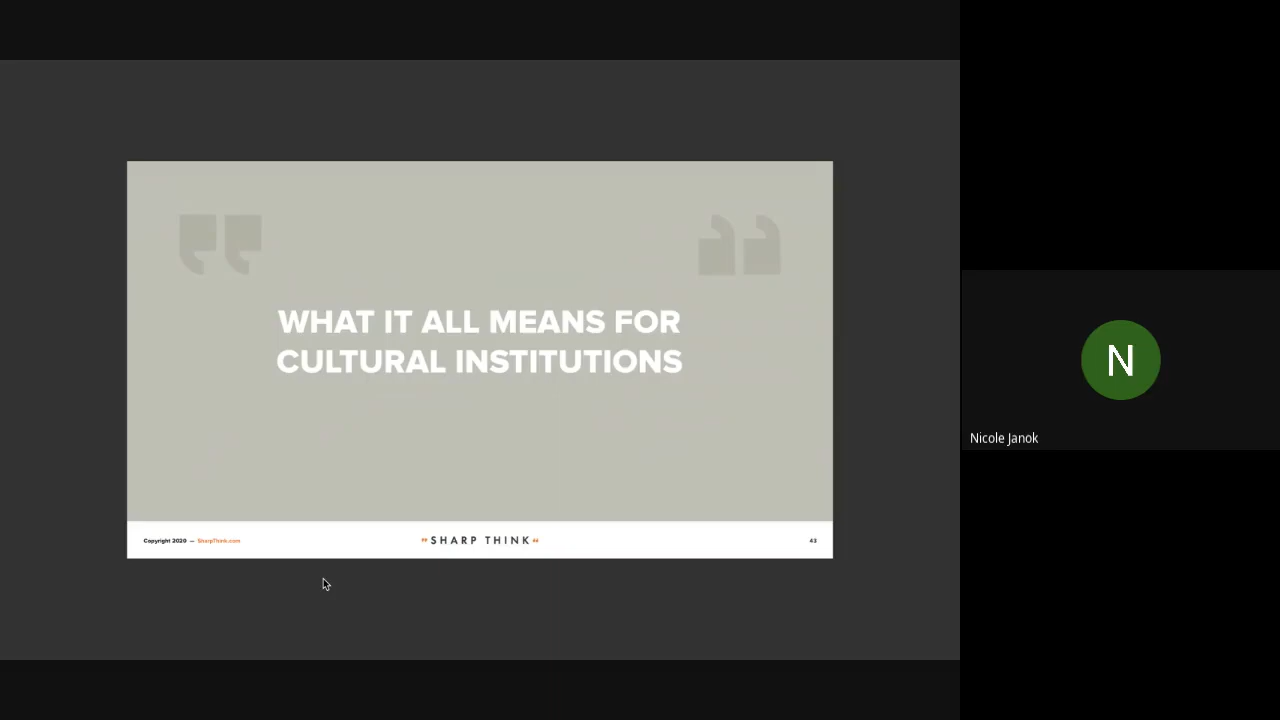 WHAT IT ALL MEANS FOR
CULTURAL INSTITUTIONS
Copyright 2020 — SharpThink.com
" SHARP THINK "
43
N
Nicole Janok